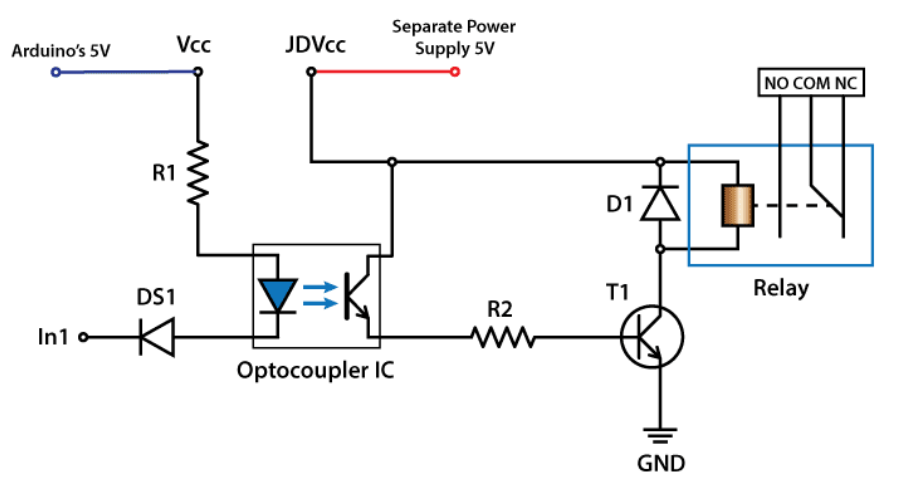 Arduino's 5V
Vcc
JDVcc
Separate Power
Supply 5V
NO COM NC
R1
D1
Relay
DS1
T1
In1
R2
Optocoupler IC
GND